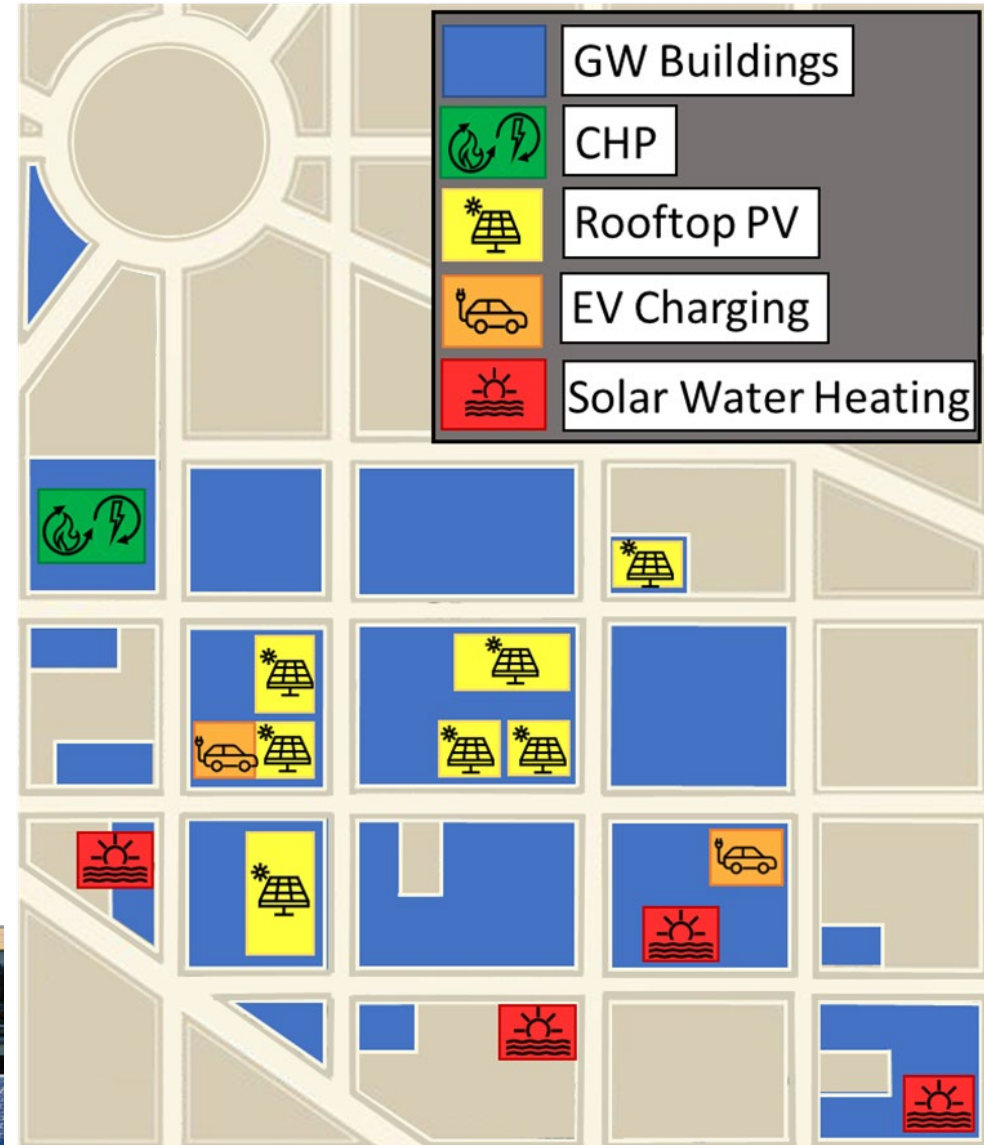 GW Buildings
CHP
Rooftop PV
EV Charging
Solar Water Heating